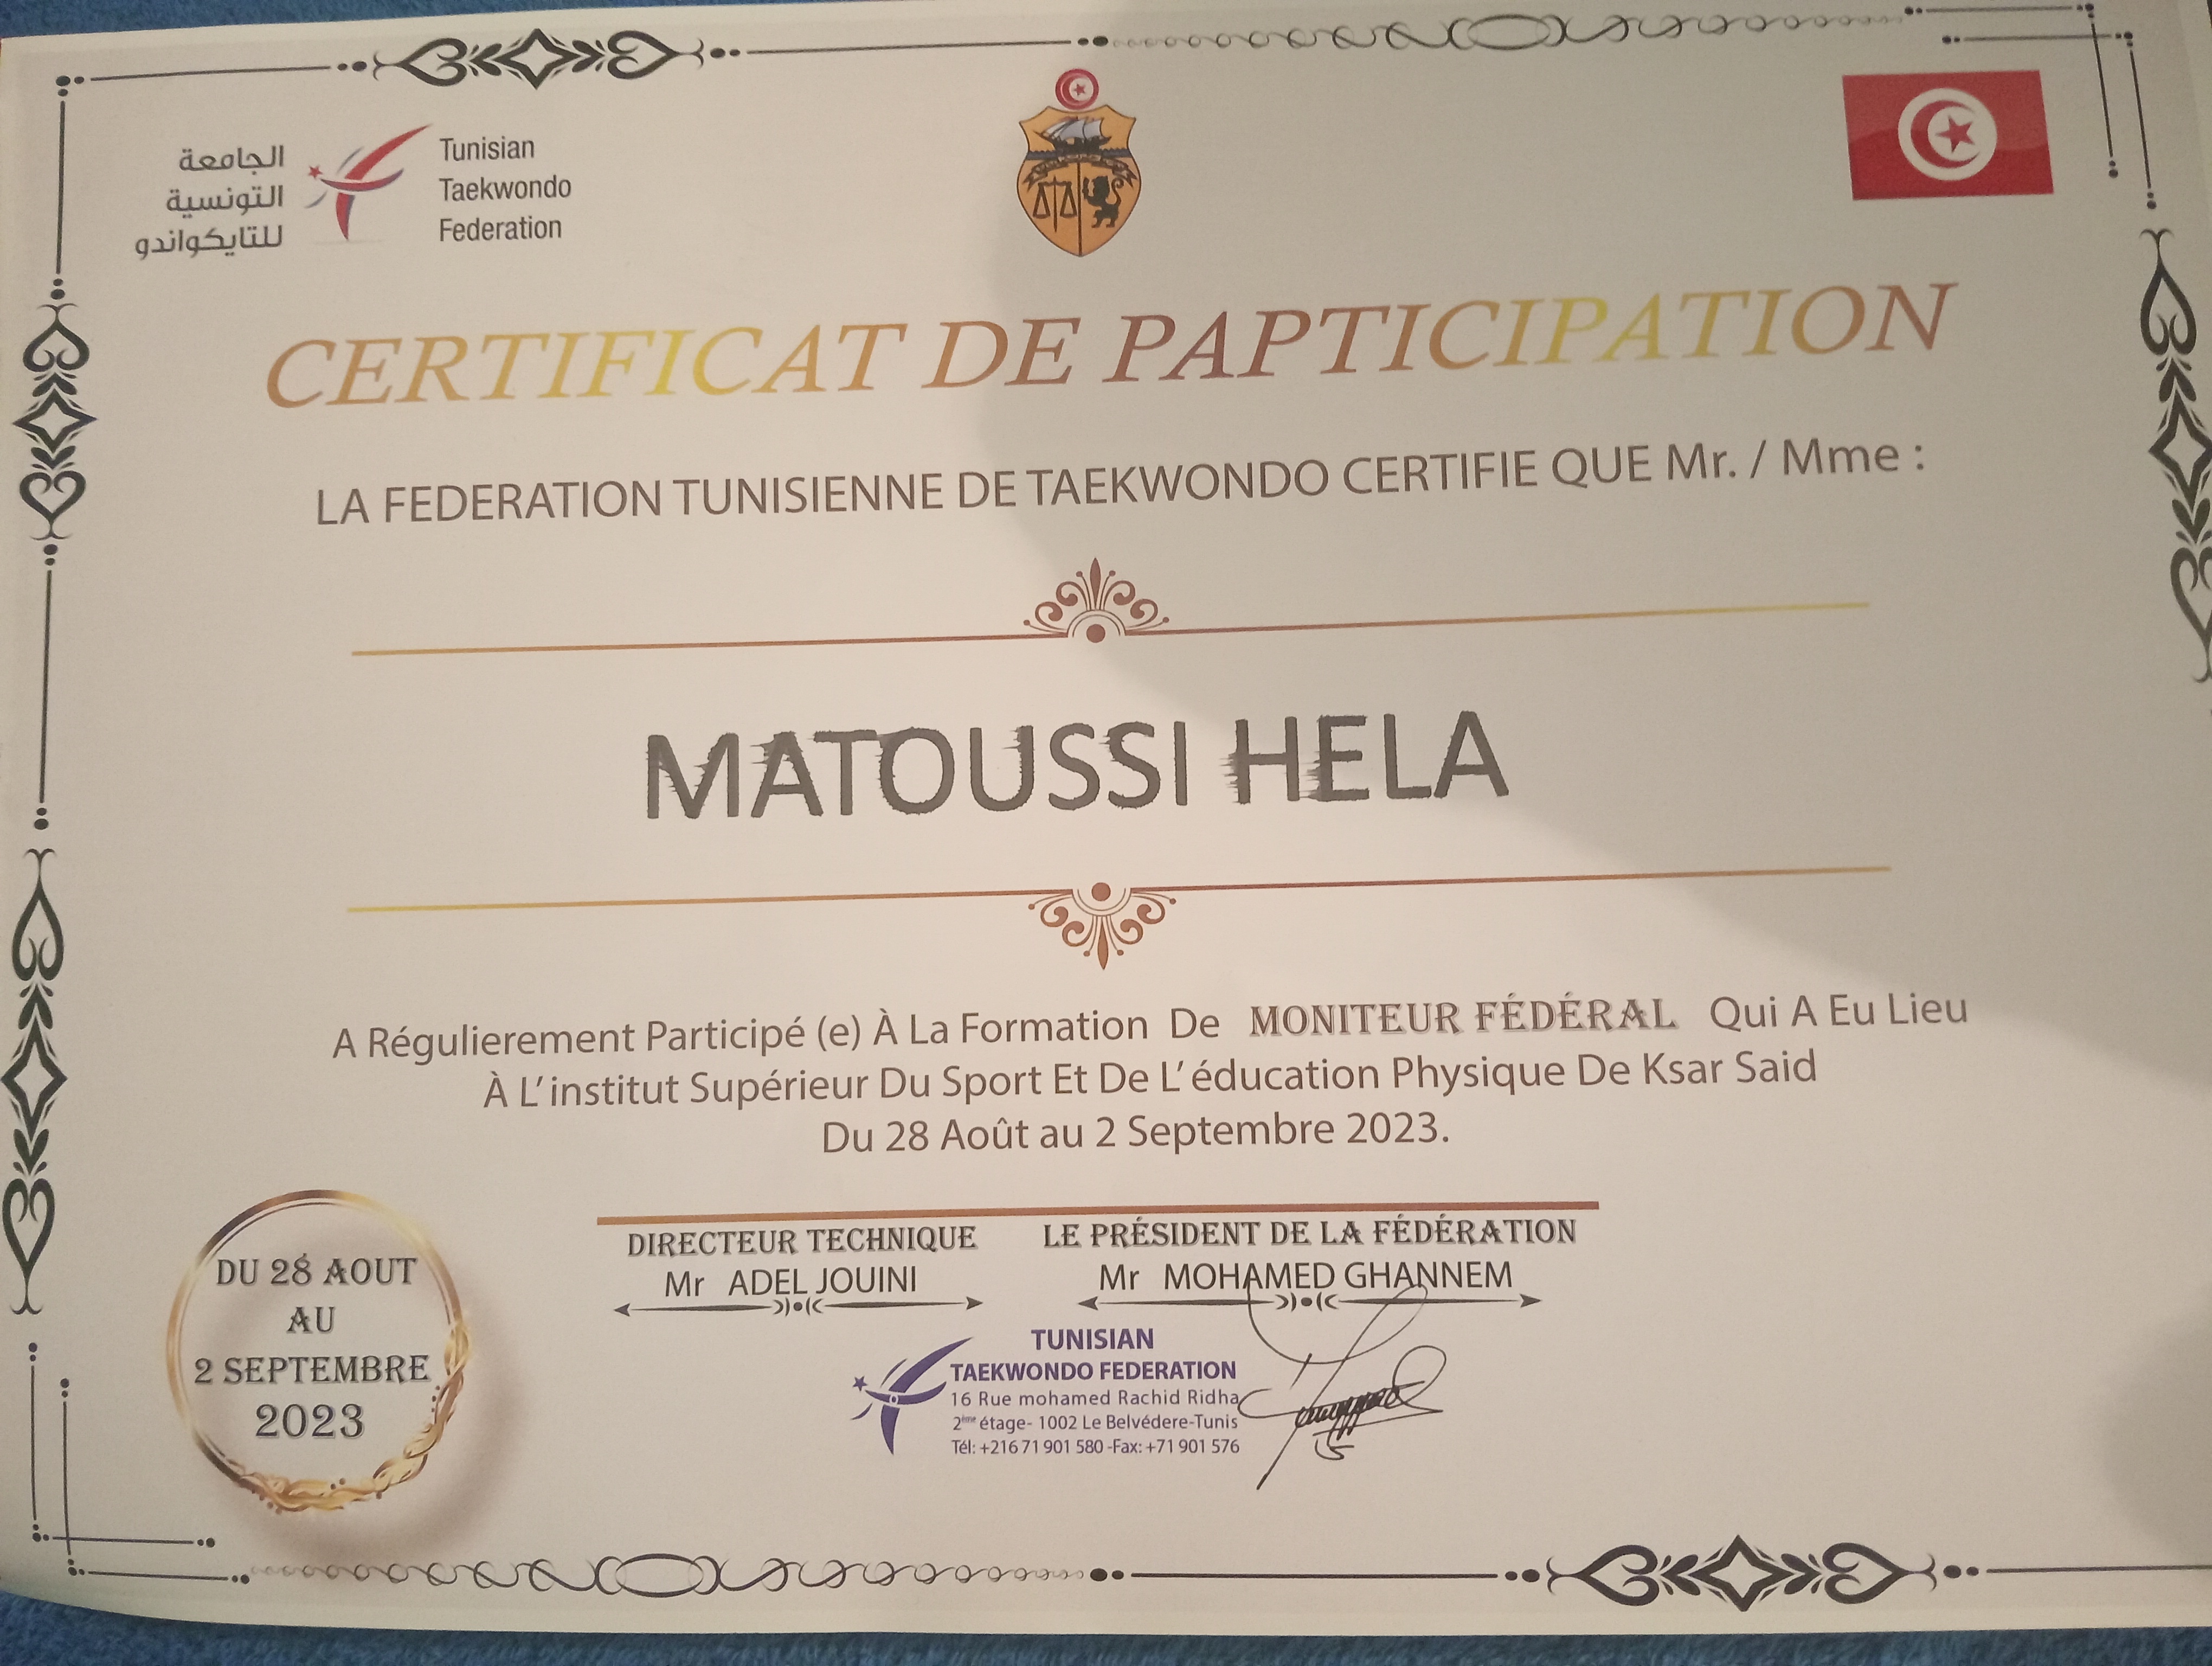 الجامعة
التونسية
للتايكواندو
Tunisian
Taekwondo
Federation
CERTIFICAT DE PAPTICIPATION
LA FEDERATION TUNISIENNE DE TAEKWONDO CERTIFIE QUE Mr. / Mme :
MATOUSSI HELA
A Régulierement Participé (e) À La Formation De MONITEUR FÉDÉRAL Qui A Eu Lieu
À L'institut Supérieur Du Sport Et De L'éducation Physique De Ksar Said
Du 28 Août au 2 Septembre 2023.
DU 28 AOUT
AU
2 SEPTEMBRE
2023
DIRECTEUR TECHNIQUE
Mr ADEL JOUINI
LE PRÉSIDENT DE LA FÉDÉRATION
Mr MOHAMED GHANNEM
TUNISIAN
TAEKWONDO FEDERATION
16 Rue mohamed Rachid Ridha
2ème étage- 1002 Le Belvédere-Tunis
Tél: +216 71 901 580 -Fax: +71 901 576